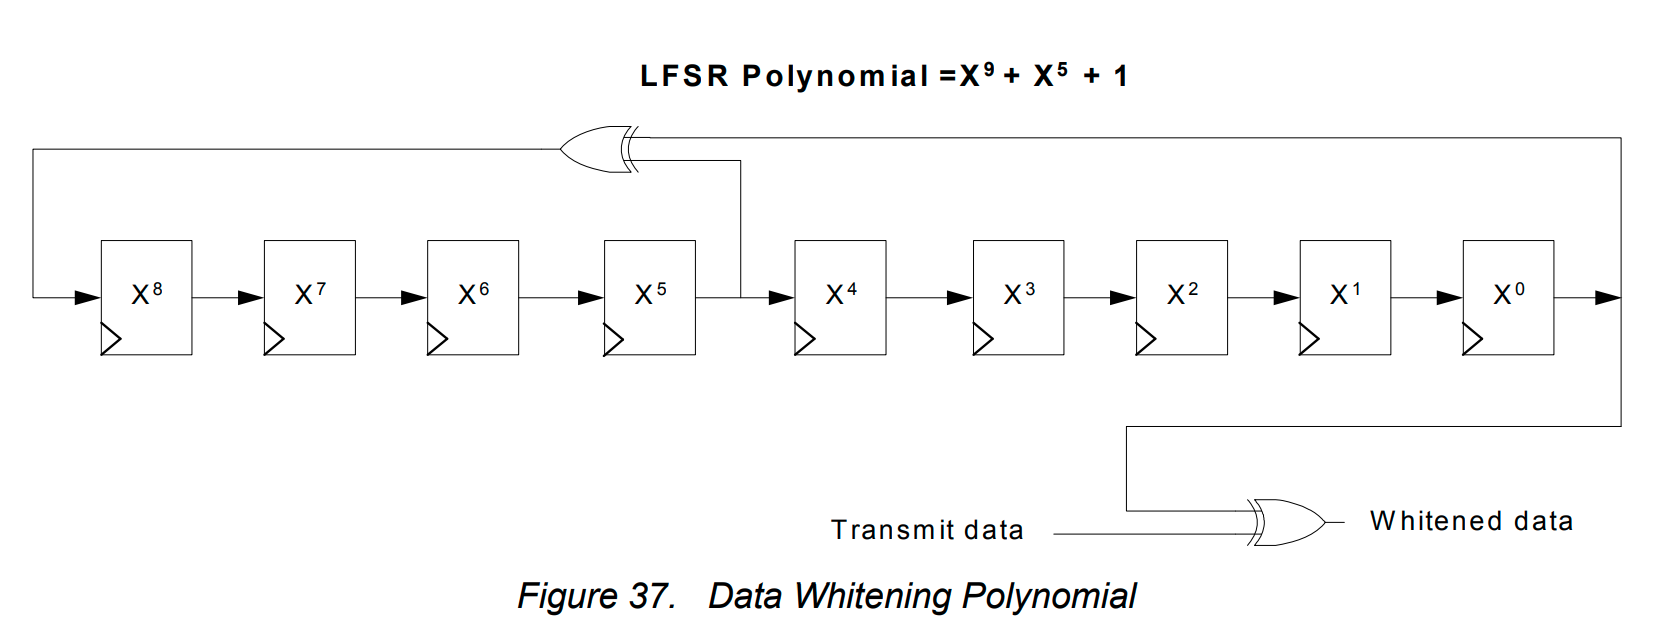 LFSR Polynomial =X⁹ + X⁵ + 1
X⁸ X⁷ X⁶ X⁵ X⁴ X³ X² X¹ X⁰
Whitened data
Transmit data
Figure 37. Data Whitening Polynomial